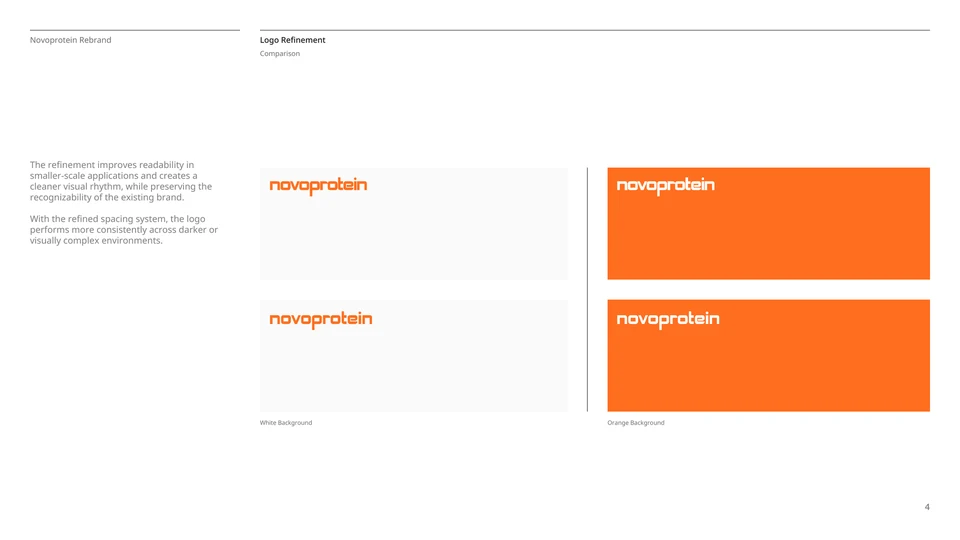 Novoprotein Rebrand
Logo Refinement
Comparison
The refinement improves readability in
smaller-scale applications and creates a
cleaner visual rhythm, while preserving the
recognizability of the existing brand.
With the refined spacing system, the logo
performs more consistently across darker or
visually complex environments.
novoprotein
novoprotein
novoprotein
novoprotein
White Background
Orange Background
4